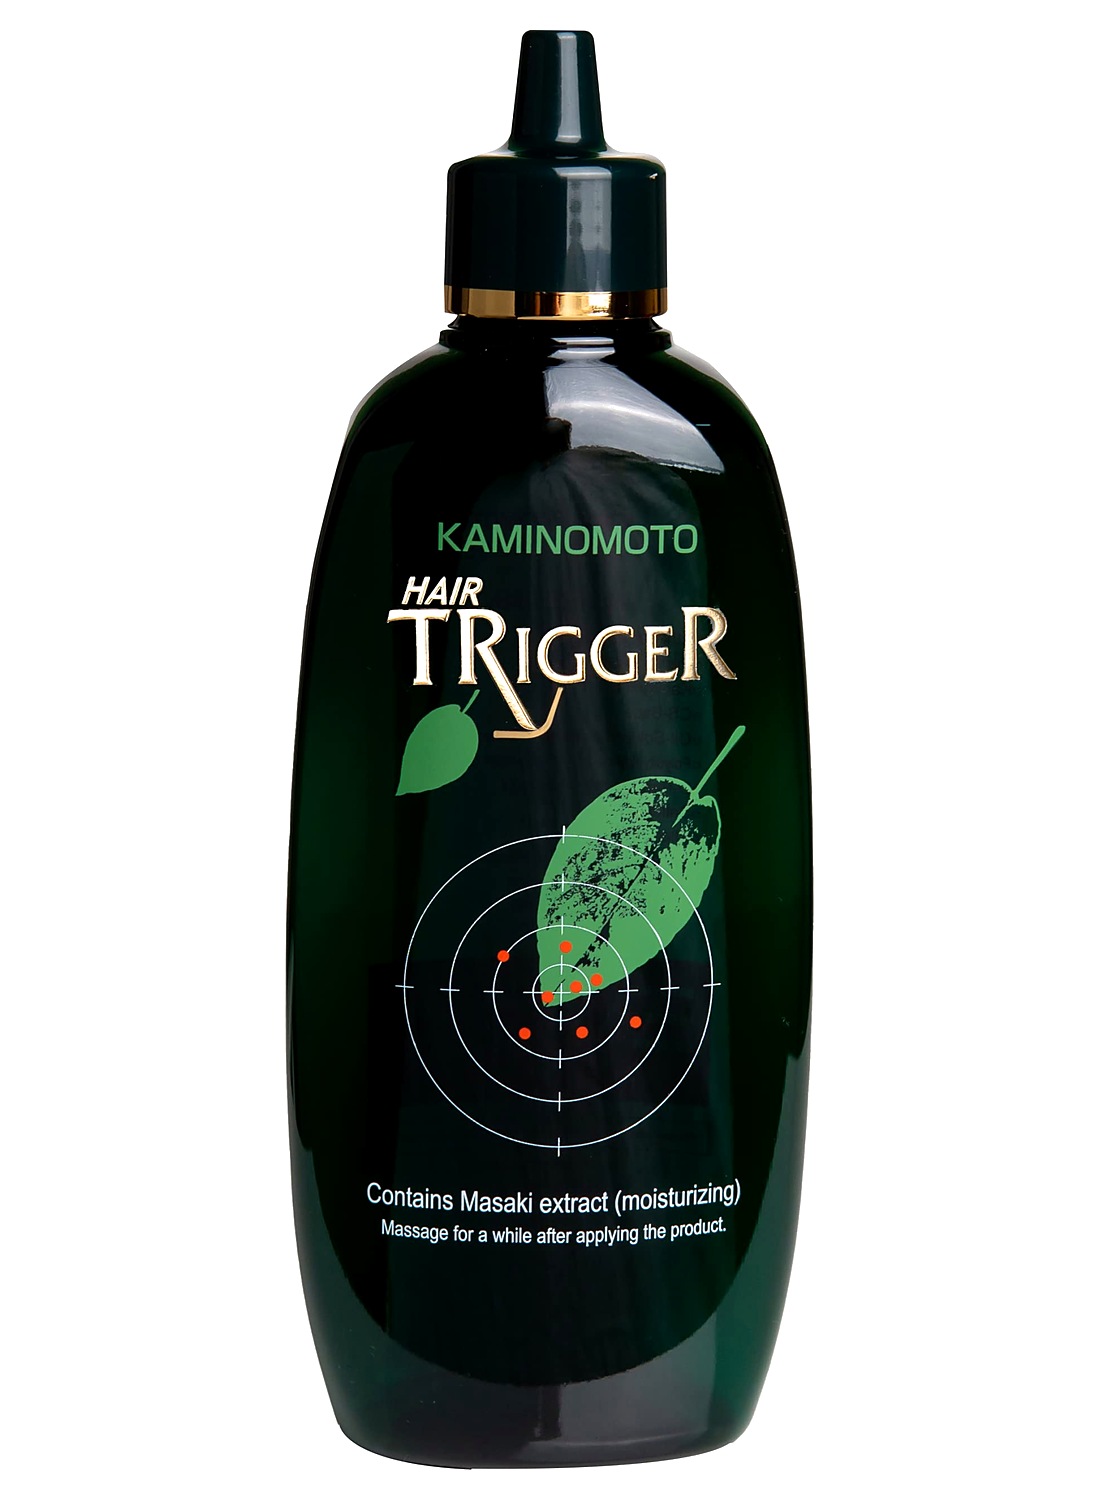 KAMINOMOTO
HAIR
TRIGGER
Contains Masaki extract (moisturizing)
Massage for a while after applying the product.